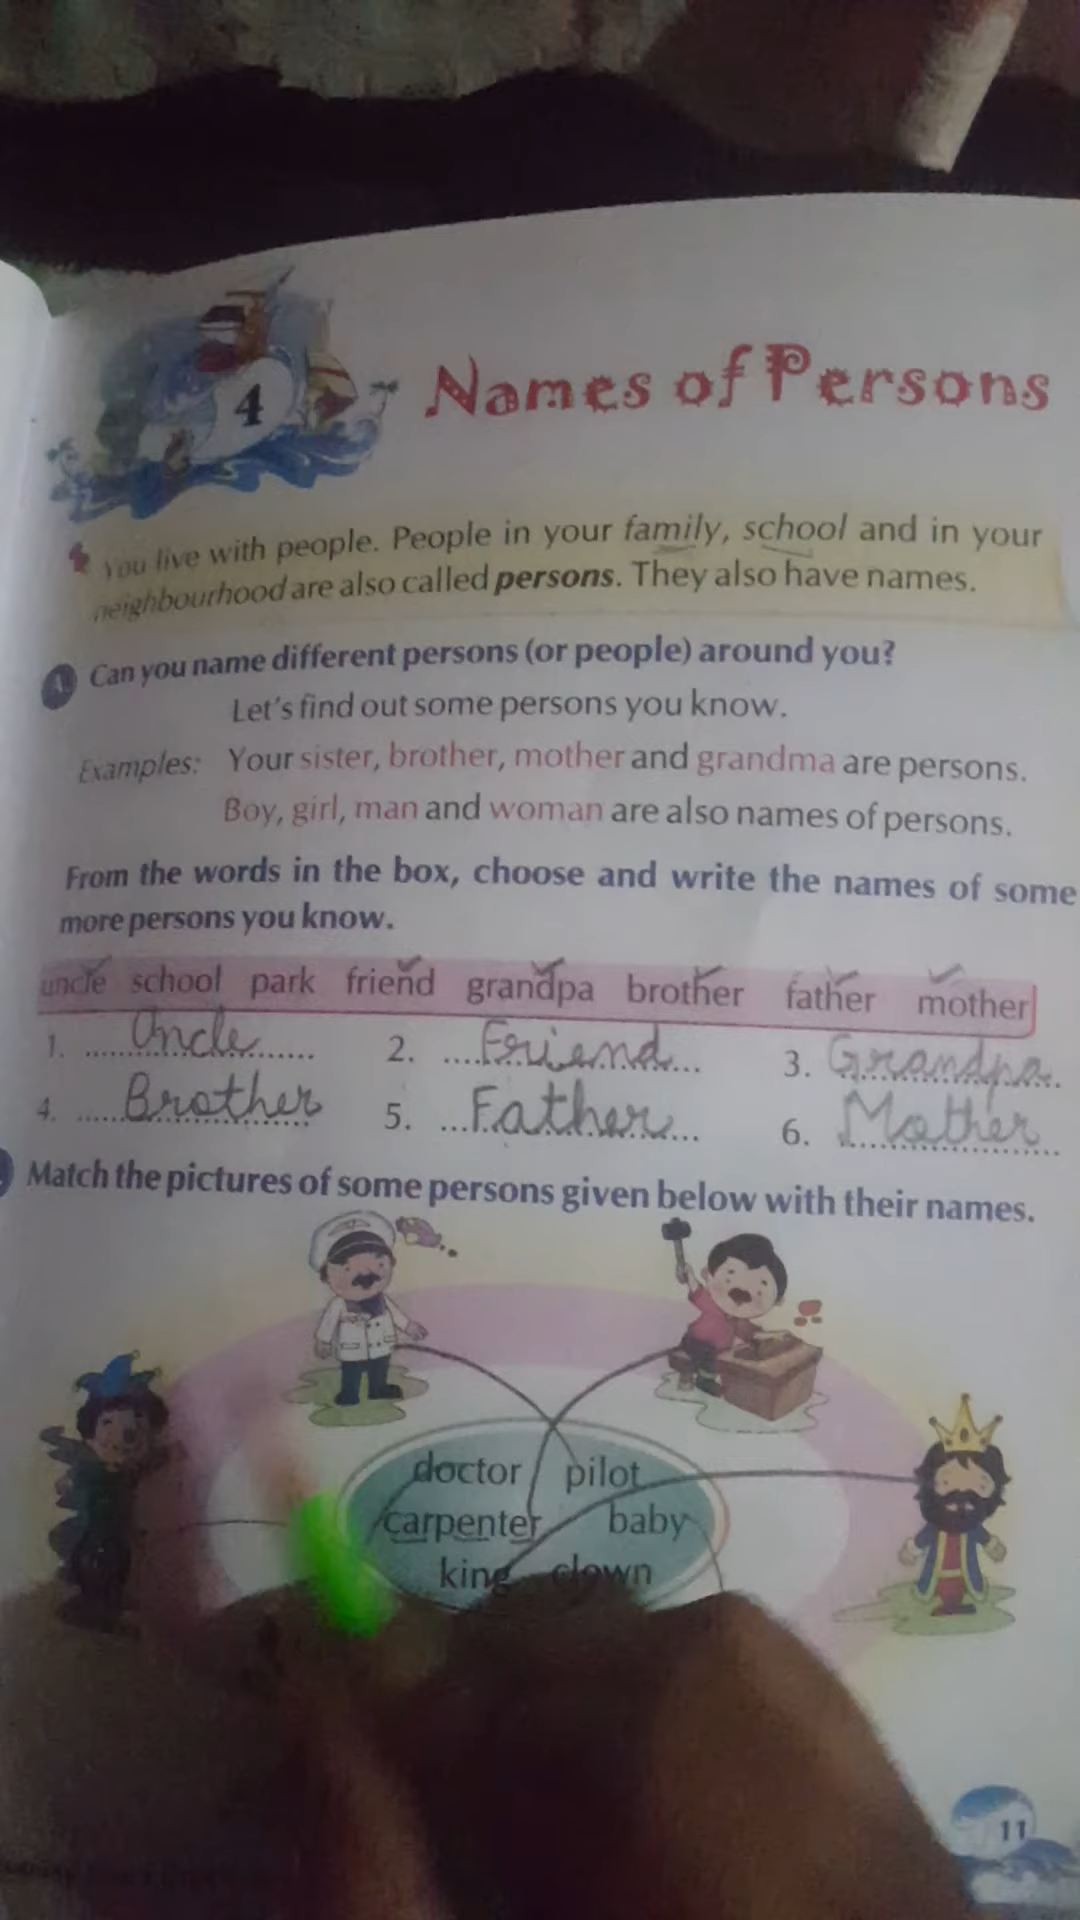 4
Names of Persons
You live with people. People in your family, school and in your
neighbourhood are also called persons. They also have names.
A. Can you name different persons (or people) around you?
Let's find out some persons you know.
Examples: Your sister, brother, mother and grandma are persons.
Boy, girl, man and woman are also names of persons.
From the words in the box, choose and write the names of some
more persons you know.
uncle school park friend grandpa brother father mother
1. Uncle 2. Friend 3. Grandpa
4. Brother 5. Father 6. Mother
Match the pictures of some persons given below with their names.
doctor pilot
carpenter baby
king clown
11